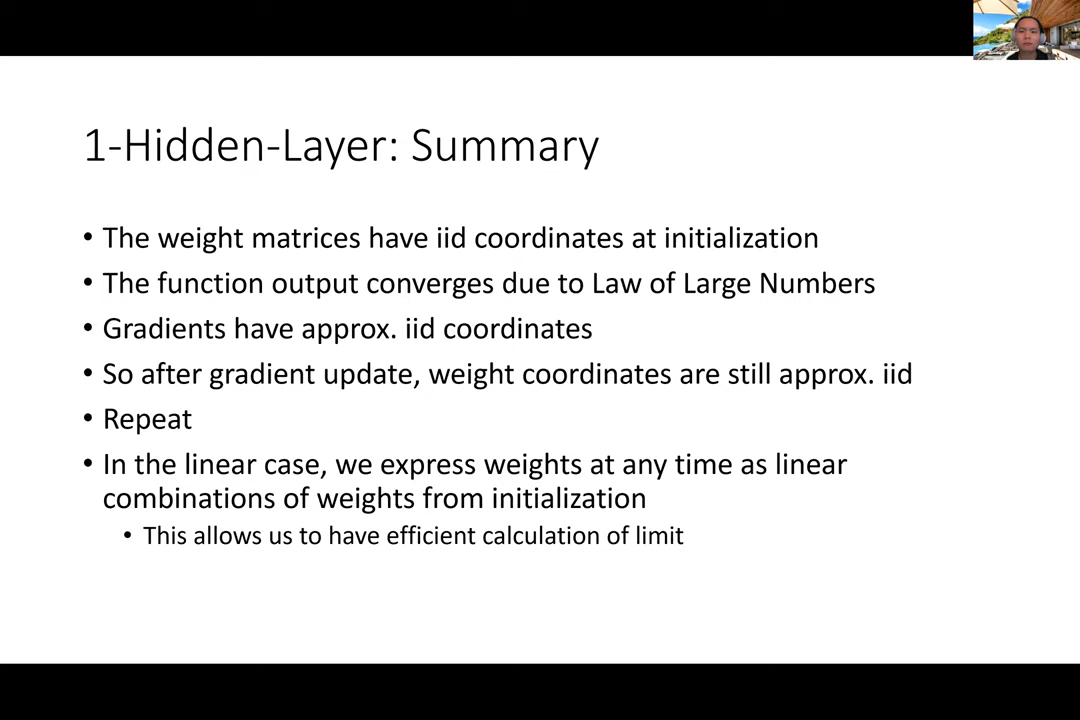 1-Hidden-Layer: Summary
• The weight matrices have iid coordinates at initialization
• The function output converges due to Law of Large Numbers
• Gradients have approx. iid coordinates
• So after gradient update, weight coordinates are still approx. iid
• Repeat
• In the linear case, we express weights at any time as linear
combinations of weights from initialization
• This allows us to have efficient calculation of limit